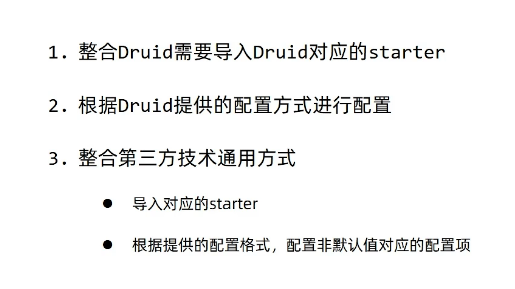 1. 整合Druid需要导入Druid对应的starter
2. 根据Druid提供的配置方式进行配置
3. 整合第三方技术通用方式
● 导入对应的starter
● 根据提供的配置格式，配置非默认值对应的配置项